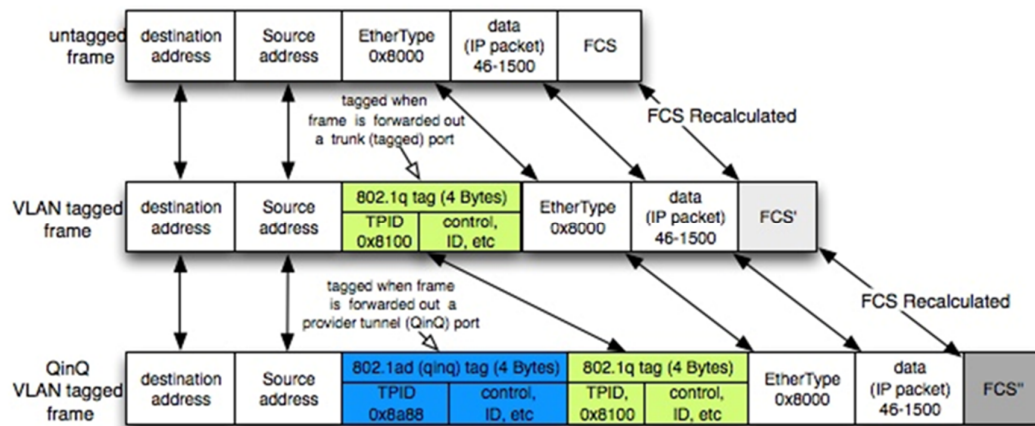 untagged
frame
destination
address
Source
address
EtherType
0x8000
data
(IP packet)
46-1500
FCS
tagged when
frame is forwarded out
a trunk (tagged) port
FCS Recalculated
VLAN tagged
frame
destination
address
Source
address
802.1q tag (4 Bytes)
TPID
0x8100
control,
ID, etc
EtherType
0x8000
data
(IP packet)
46-1500
FCS'
tagged when frame
is forwarded out a
provider tunnel (QinQ) port
FCS Recalculated
QinQ
VLAN tagged
frame
destination
address
Source
address
802.1ad (qinq) tag (4 Bytes)
TPID
0x8a88
control,
ID, etc
802.1q tag (4 Bytes)
TPID,
0x8100
control,
ID, etc
EtherType
0x8000
data
(IP packet)
46-1500
FCS"